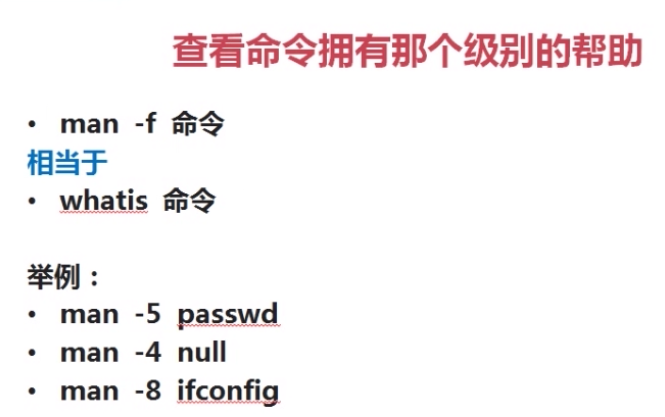 查看命令拥有那个级别的帮助
• man -f 命令
相当于
• whatis 命令
举例：
• man -5 passwd
• man -4 null
• man -8 ifconfig